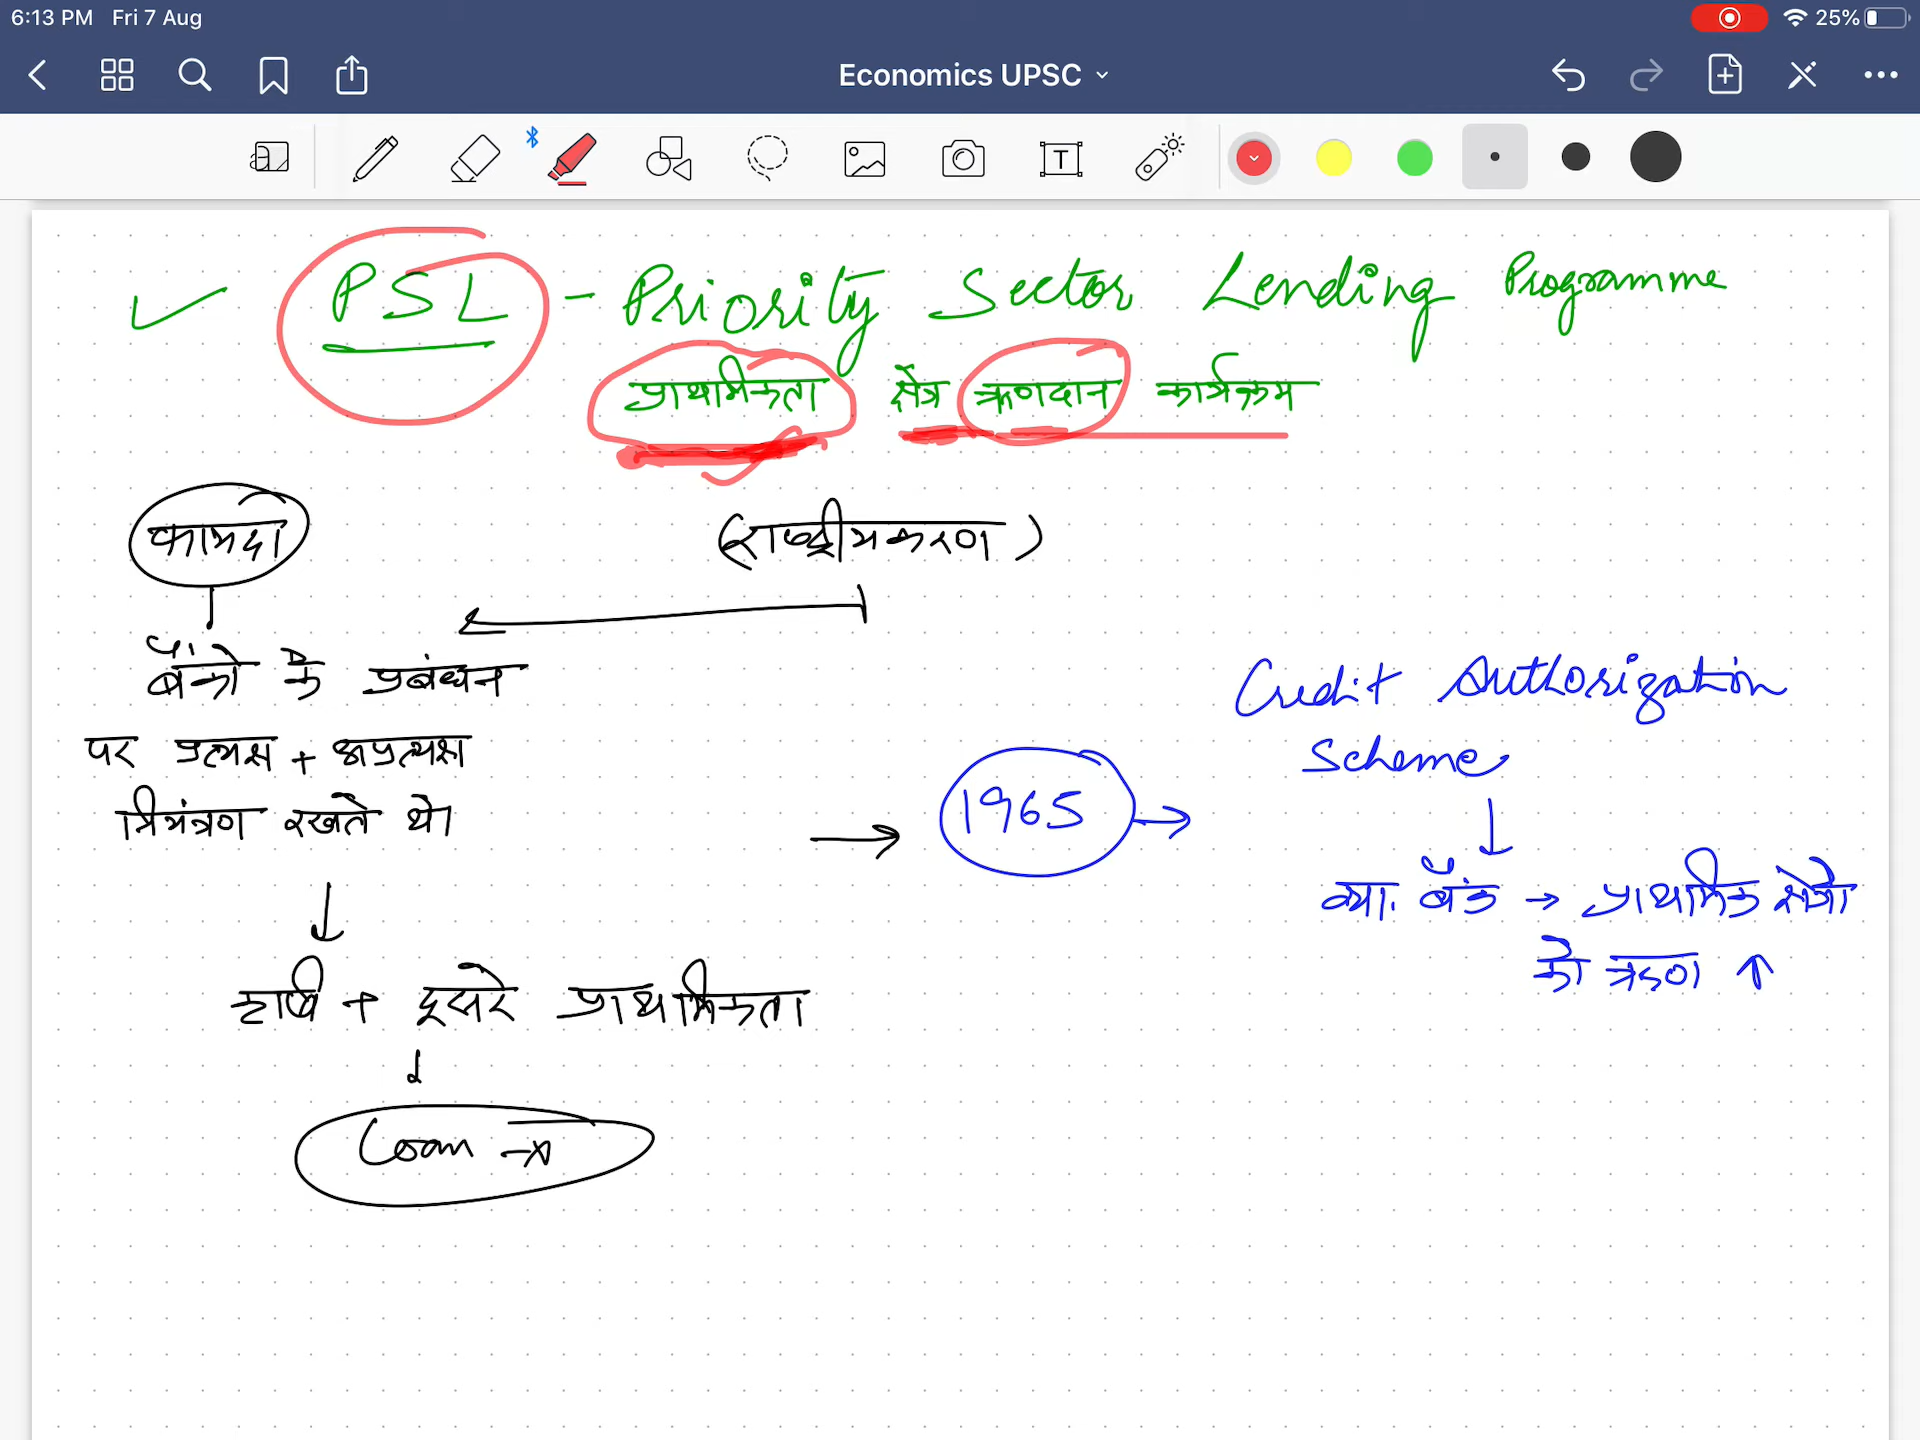 6:13 PM Fri 7 Aug
25%
Economics UPSC
T
PSL - Priority Sector Lending Programme
प्राथमिकता क्षेत्र ऋणदान कार्यक्रम
फायदा
(राष्ट्रीयकरण)
बैंको के प्रबंधन
पर प्रत्यक्ष + अप्रत्यक्ष
नियंत्रण रखते थे।
कृषि + दूसरे प्राथमिकता
Loan → x
→ 1965 →
Credit Authorization
Scheme
व्या. बैंक → प्राथमिक क्षेत्रो
को ऋण ↑